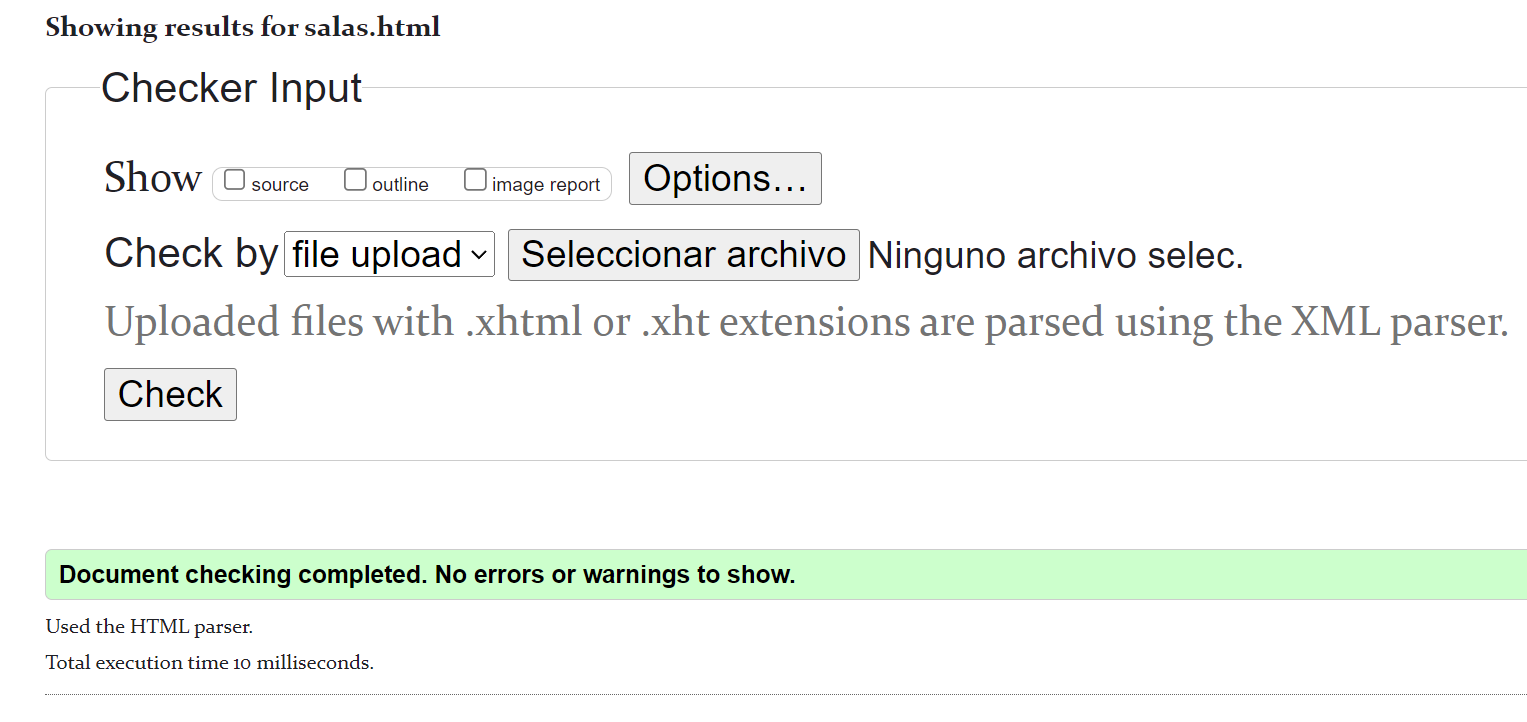 Showing results for salas.html
Checker Input
Show source outline image report Options...
Check by file upload Seleccionar archivo Ninguno archivo selec.
Uploaded files with .xhtml or .xht extensions are parsed using the XML parser.
Check
Document checking completed. No errors or warnings to show.
Used the HTML parser.
Total execution time 10 milliseconds.